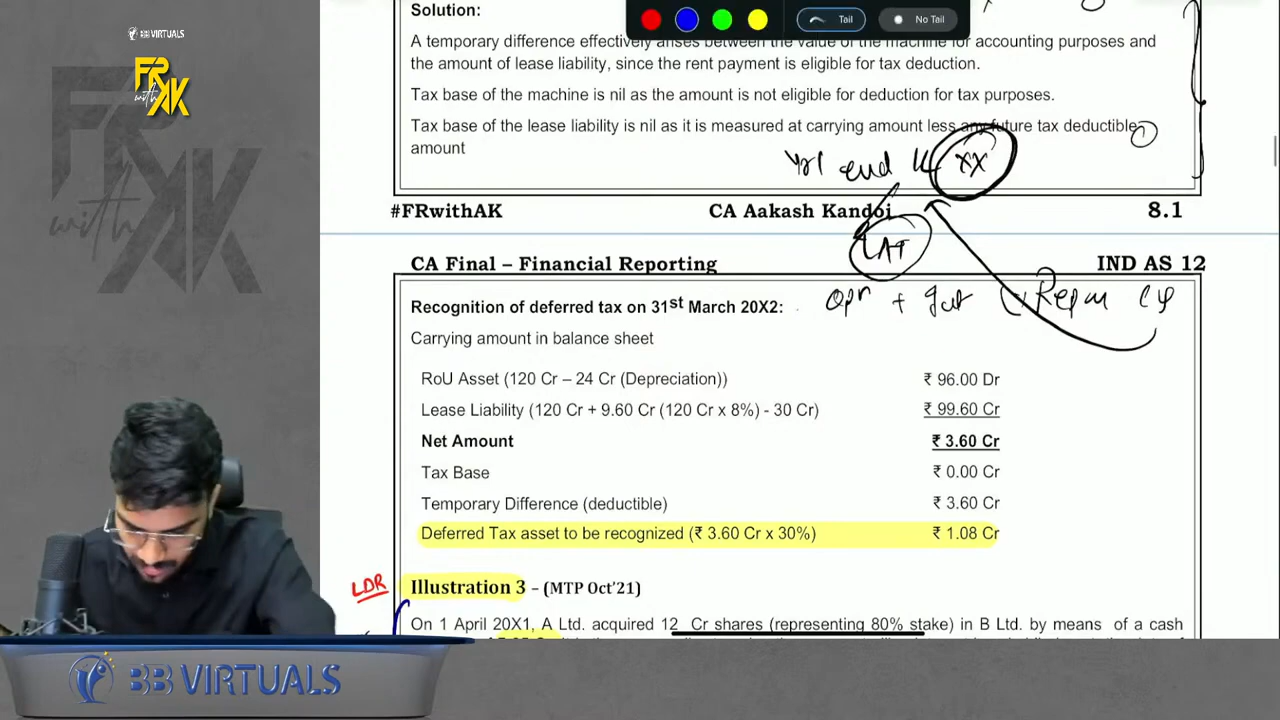 BB VIRTUALS
FR
with
AK
FR
with
AK
Tail
No Tail
Solution:
A temporary difference effectively arises between the value of the machine for accounting purposes and
the amount of lease liability, since the rent payment is eligible for tax deduction.
Tax base of the machine is nil as the amount is not eligible for deduction for tax purposes.
Tax base of the lease liability is nil as it is measured at carrying amount less any future tax deductible
amount
Yr1 end LL XX
#FRwithAK CA Aakash Kandoi 8.1
CA Final – Financial Reporting IND AS 12
Recognition of deferred tax on 31st March 20X2:
Carrying amount in balance sheet
RoU Asset (120 Cr – 24 Cr (Depreciation)) ₹ 96.00 Dr
Lease Liability (120 Cr + 9.60 Cr (120 Cr x 8%) - 30 Cr) ₹ 99.60 Cr
Net Amount ₹ 3.60 Cr
Tax Base ₹ 0.00 Cr
Temporary Difference (deductible) ₹ 3.60 Cr
Deferred Tax asset to be recognized (₹ 3.60 Cr x 30%) ₹ 1.08 Cr
LDR
Illustration 3 – (MTP Oct'21)
On 1 April 20X1, A Ltd. acquired 12 Cr shares (representing 80% stake) in B Ltd. by means of a cash
BB VIRTUALS